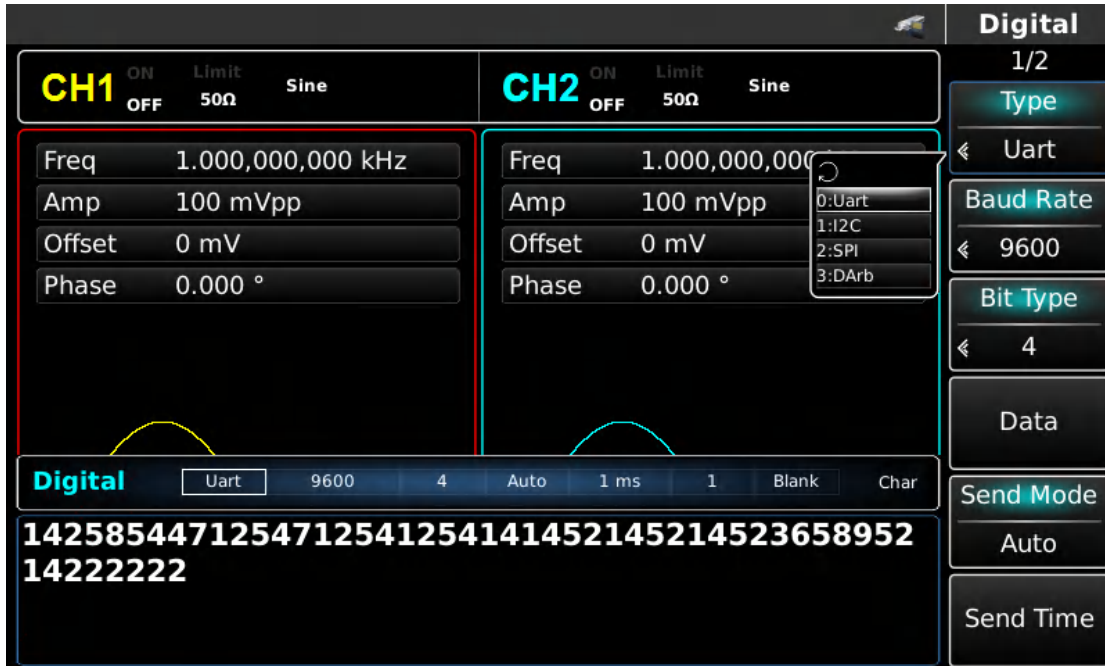 Digital
1/2
CH1 ON OFF Limit 50Ω Sine
CH2 ON OFF Limit 50Ω Sine
Freq 1.000,000,000 kHz
Amp 100 mVpp
Offset 0 mV
Phase 0.000 °
Freq 1.000,000,000
Amp 100 mVpp
Offset 0 mV
Phase 0.000 °
0:Uart
1:I2C
2:SPI
3:DArb
Type
Uart
Baud Rate
9600
Bit Type
4
Data
Send Mode
Auto
Send Time
Digital Uart 9600 4 Auto 1 ms 1 Blank Char
1425854471254712541254141452145214523658952
14222222